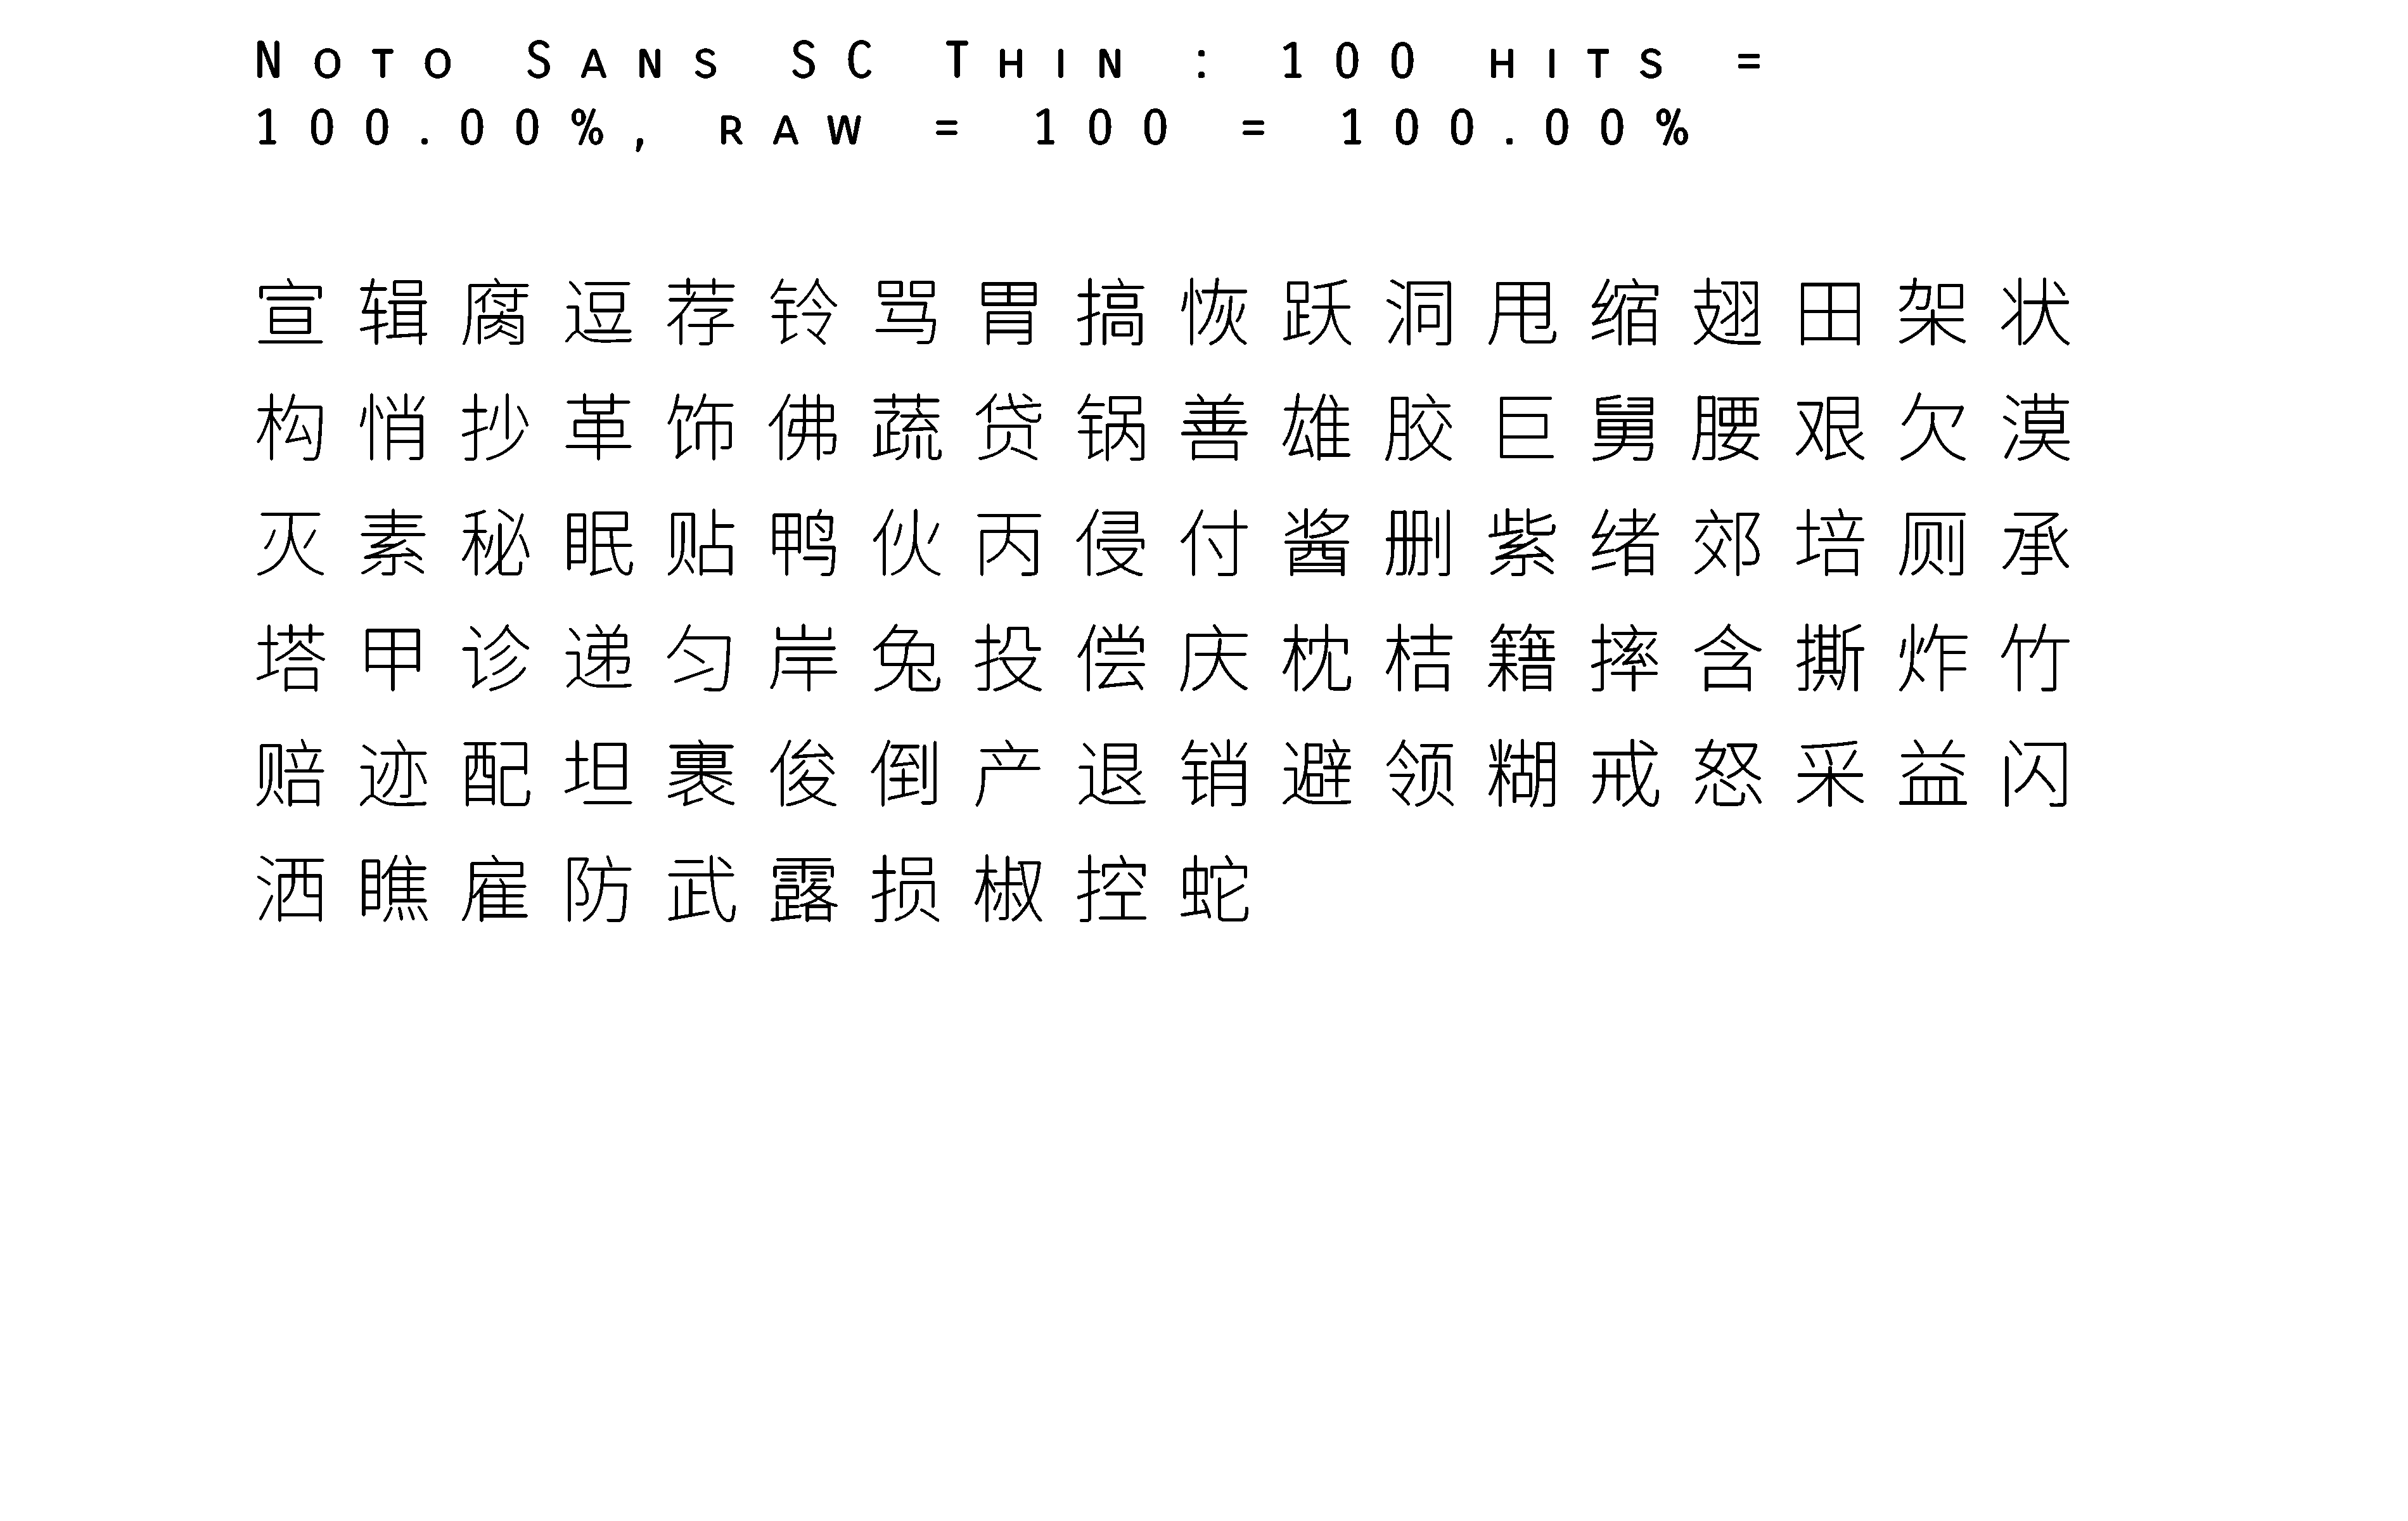 Noto Sans SC Thin : 100 hits =
100.00%, raw = 100 = 100.00%
宣辑腐逗荐铃骂胃搞恢跃洞甩缩翅田架状
构悄抄革饰佛蔬贷锅善雄胶巨舅腰艰欠漠
灭素秘眠贴鸭伙丙侵付酱删紫绪郊培厕承
塔甲诊递匀岸兔投偿庆枕桔籍摔含撕炸竹
赔迹配坦裹俊倒产退销避领糊戒怒采益闪
洒瞧雇防武露损椒控蛇